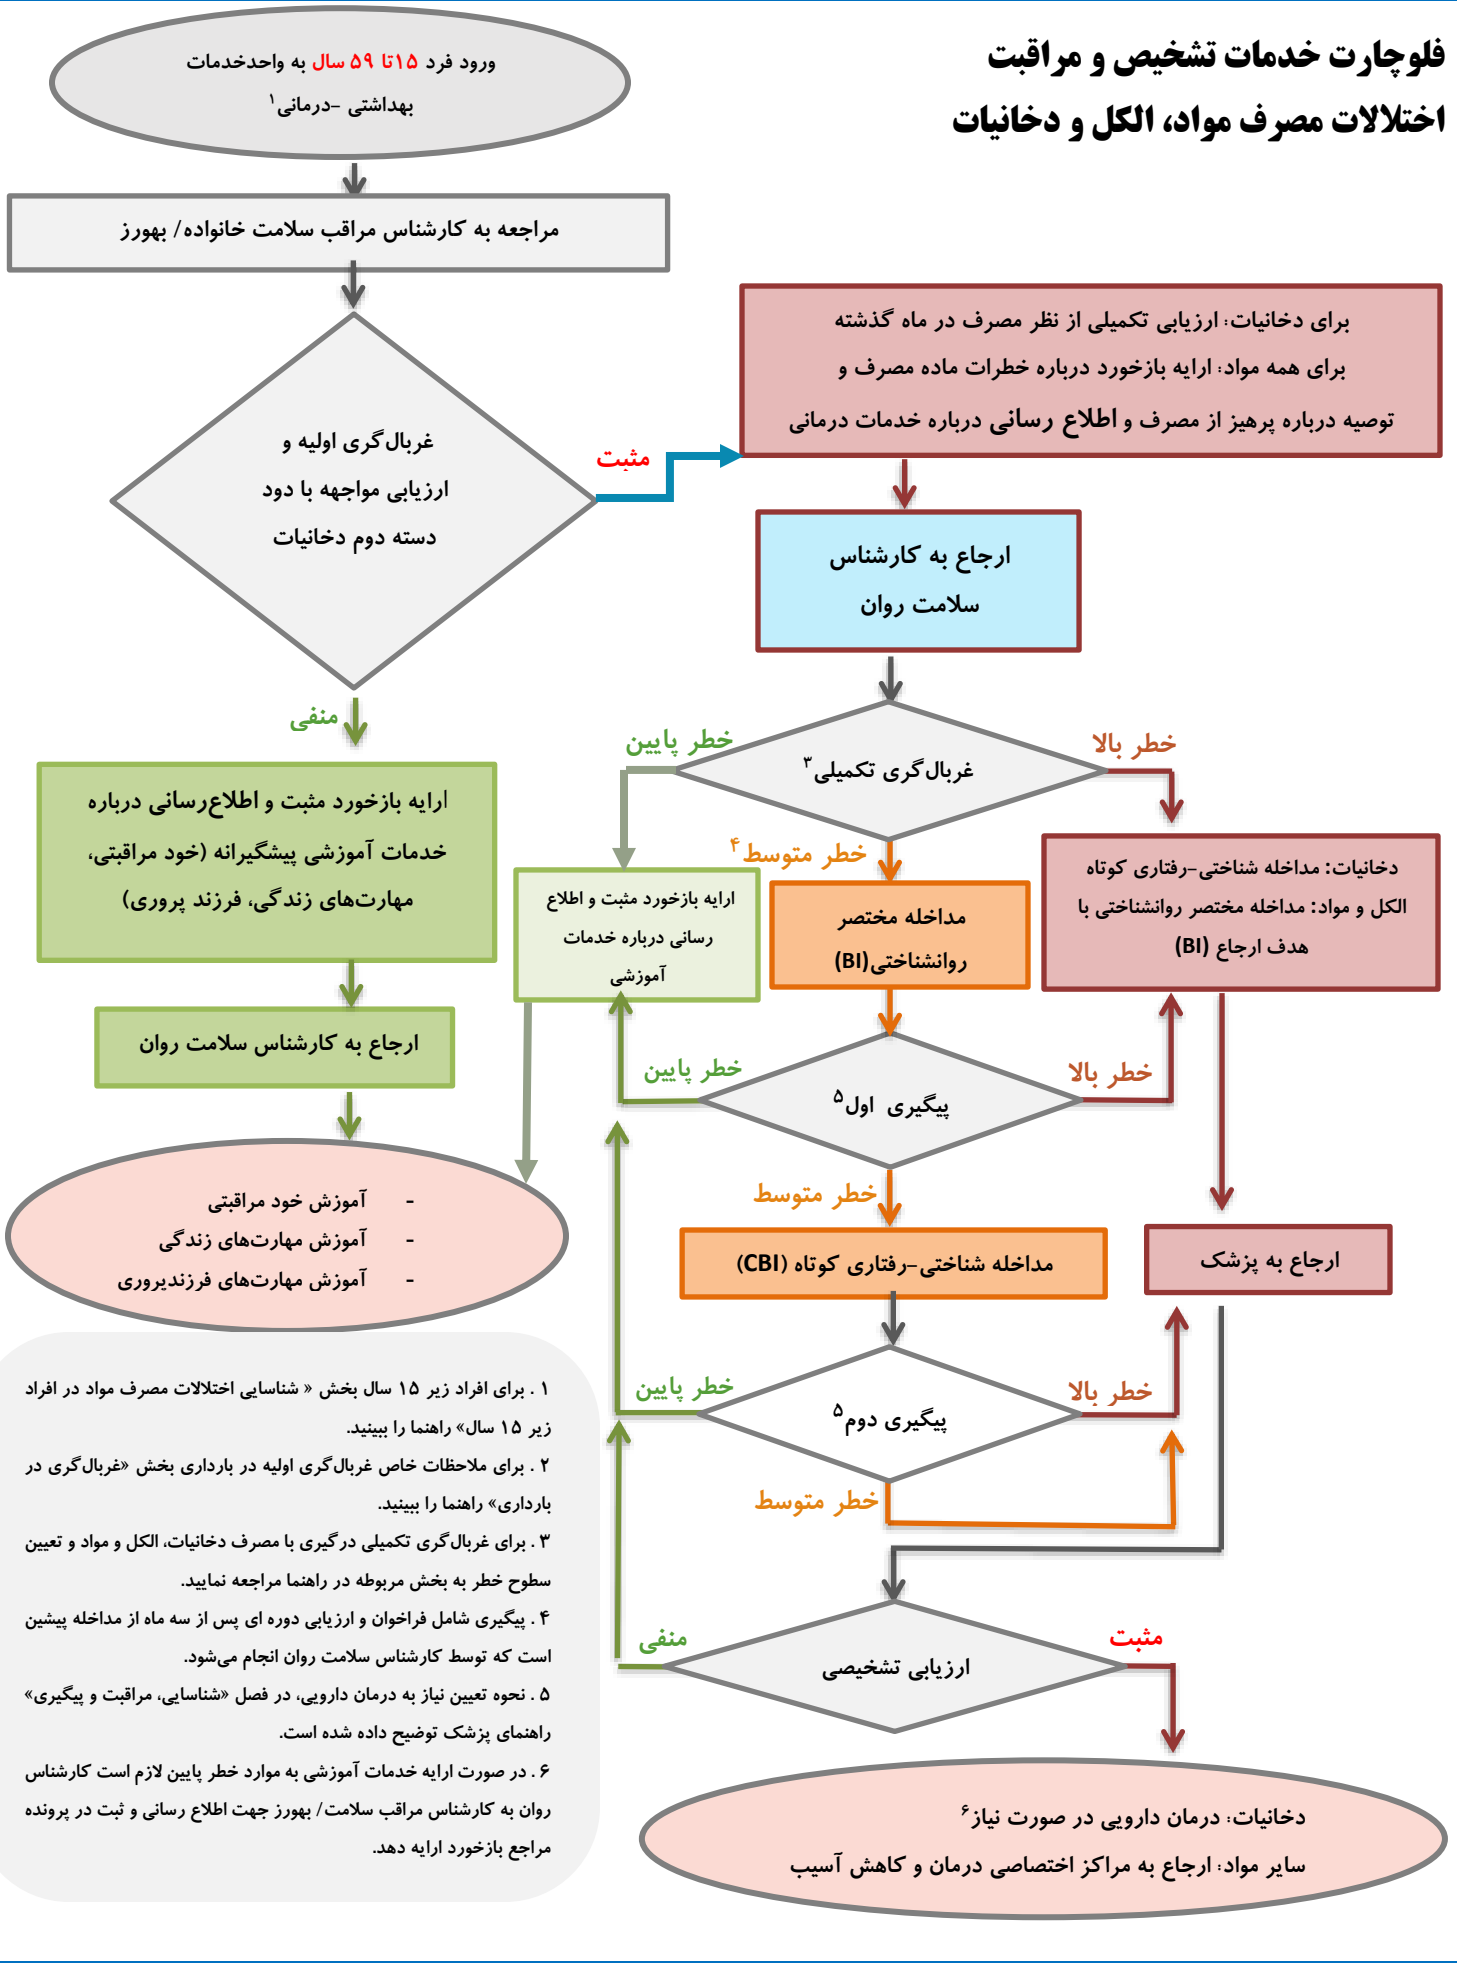 فلوچارت خدمات تشخیص و مراقبت
اختلالات مصرف مواد، الکل و دخانیات
ورود فرد ۱۵تا ۵۹ سال به واحدخدمات
بهداشتی -درمانی۱
مراجعه به کارشناس مراقب سلامت خانواده/ بهورز
غربال‌گری اولیه و
ارزیابی مواجهه با دود
دسته دوم دخانیات
مثبت
برای دخانیات: ارزیابی تکمیلی از نظر مصرف در ماه گذشته
برای همه مواد: ارایه بازخورد درباره خطرات ماده مصرف و
توصیه درباره پرهیز از مصرف و اطلاع رسانی درباره خدمات درمانی
ارجاع به کارشناس
سلامت روان
منفی
ارایه بازخورد مثبت و اطلاع‌رسانی درباره
خدمات آموزشی پیشگیرانه (خود مراقبتی،
مهارت‌های زندگی، فرزند پروری)
ارجاع به کارشناس سلامت روان
- آموزش خود مراقبتی
- آموزش مهارت‌های زندگی
- آموزش مهارت‌های فرزندپروری
غربال‌گری تکمیلی۳
خطر بالا
خطر پایین
خطر متوسط۴
دخانیات: مداخله شناختی-رفتاری کوتاه
الکل و مواد: مداخله مختصر روانشناختی با
هدف ارجاع (BI)
مداخله مختصر
روانشناختی(BI)
ارایه بازخورد مثبت و اطلاع
رسانی درباره خدمات
آموزشی
پیگیری اول۵
خطر بالا
خطر پایین
خطر متوسط
مداخله شناختی-رفتاری کوتاه (CBI)
ارجاع به پزشک
پیگیری دوم۵
خطر بالا
خطر پایین
خطر متوسط
ارزیابی تشخیصی
مثبت
منفی
دخانیات: درمان دارویی در صورت نیاز۶
سایر مواد: ارجاع به مراکز اختصاصی درمان و کاهش آسیب
۱ . برای افراد زیر ۱۵ سال بخش « شناسایی اختلالات مصرف مواد در افراد
زیر ۱۵ سال» راهنما را ببینید.
۲ . برای ملاحظات خاص غربال‌گری اولیه در بارداری بخش «غربال‌گری در
بارداری» راهنما را ببینید.
۳ . برای غربال‌گری تکمیلی درگیری با مصرف دخانیات، الکل و مواد و تعیین
سطوح خطر به بخش مربوطه در راهنما مراجعه نمایید.
۴ . پیگیری شامل فراخوان و ارزیابی دوره ای پس از سه ماه از مداخله پیشین
است که توسط کارشناس سلامت روان انجام می‌شود.
۵ . نحوه تعیین نیاز به درمان دارویی، در فصل «شناسایی، مراقبت و پیگیری»
راهنمای پزشک توضیح داده شده است.
۶ . در صورت ارایه خدمات آموزشی به موارد خطر پایین لازم است کارشناس
روان به کارشناس مراقب سلامت/ بهورز جهت اطلاع رسانی و ثبت در پرونده
مراجع بازخورد ارایه دهد.